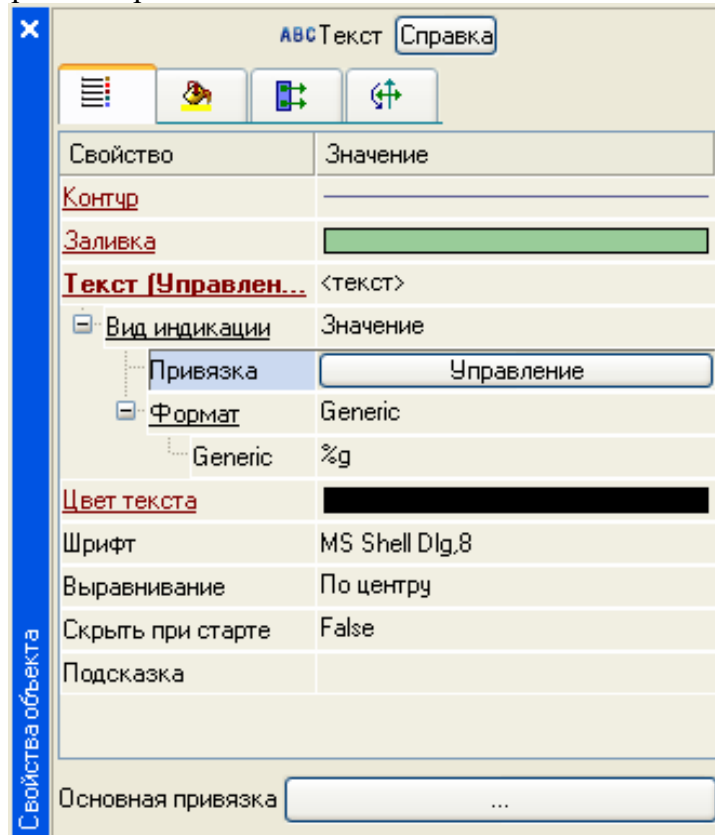 ABC Текст Справка
Свойство Значение
Контур
Заливка
Текст (Управлен... <текст>
Вид индикации Значение
Привязка Управление
Формат Generic
Generic %g
Цвет текста
Шрифт MS Shell Dlg,8
Выравнивание По центру
Скрыть при старте False
Подсказка
Основная привязка ...
Свойства объекта